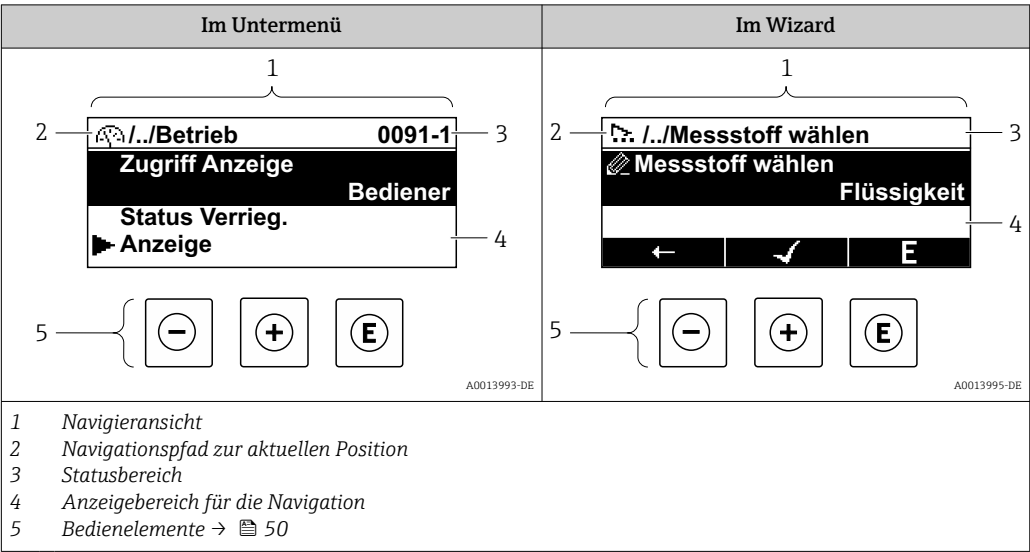 Im Untermenü
Im Wizard
1
2
/../Betrieb 0091-1
3
Zugriff Anzeige
Bediener
Status Verrieg.
Anzeige
4
5
- + E
A0013993-DE
1
2
/../Messstoff wählen
3
Messstoff wählen
Flüssigkeit
4
← ✓ E
5
- + E
A0013995-DE
1 Navigieransicht
2 Navigationspfad zur aktuellen Position
3 Statusbereich
4 Anzeigebereich für die Navigation
5 Bedienelemente → 50